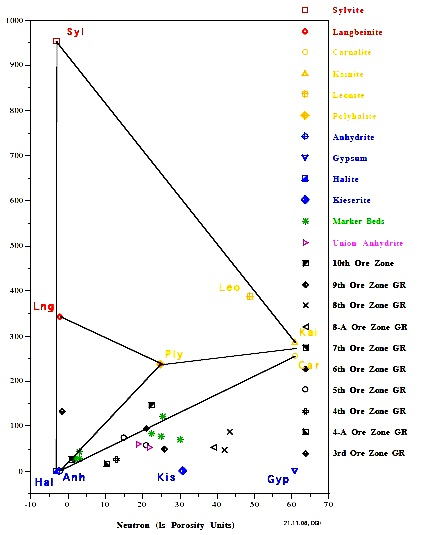 Sylvite
Langbeinite
Carnalite
Kainite
Leonite
Polyhalite
Anhydrite
Gypsum
Halite
Kieserite
Marker Beds
Union Anhydrite
10th Ore Zone
9th Ore Zone GR
8th Ore Zone GR
8-A Ore Zone GR
7th Ore Zone GR
6th Ore Zone GR
5th Ore Zone GR
4th Ore Zone GR
4-A Ore Zone GR
3rd Ore Zone GR
1000
900
800
700
600
500
400
300
200
100
0
Syl
Lng
Leo
Kai
Ply
Car
Hal
Anh
Kis
Gyp
-10
0
10
20
30
40
50
60
70
Neutron (ls Porosity Units)